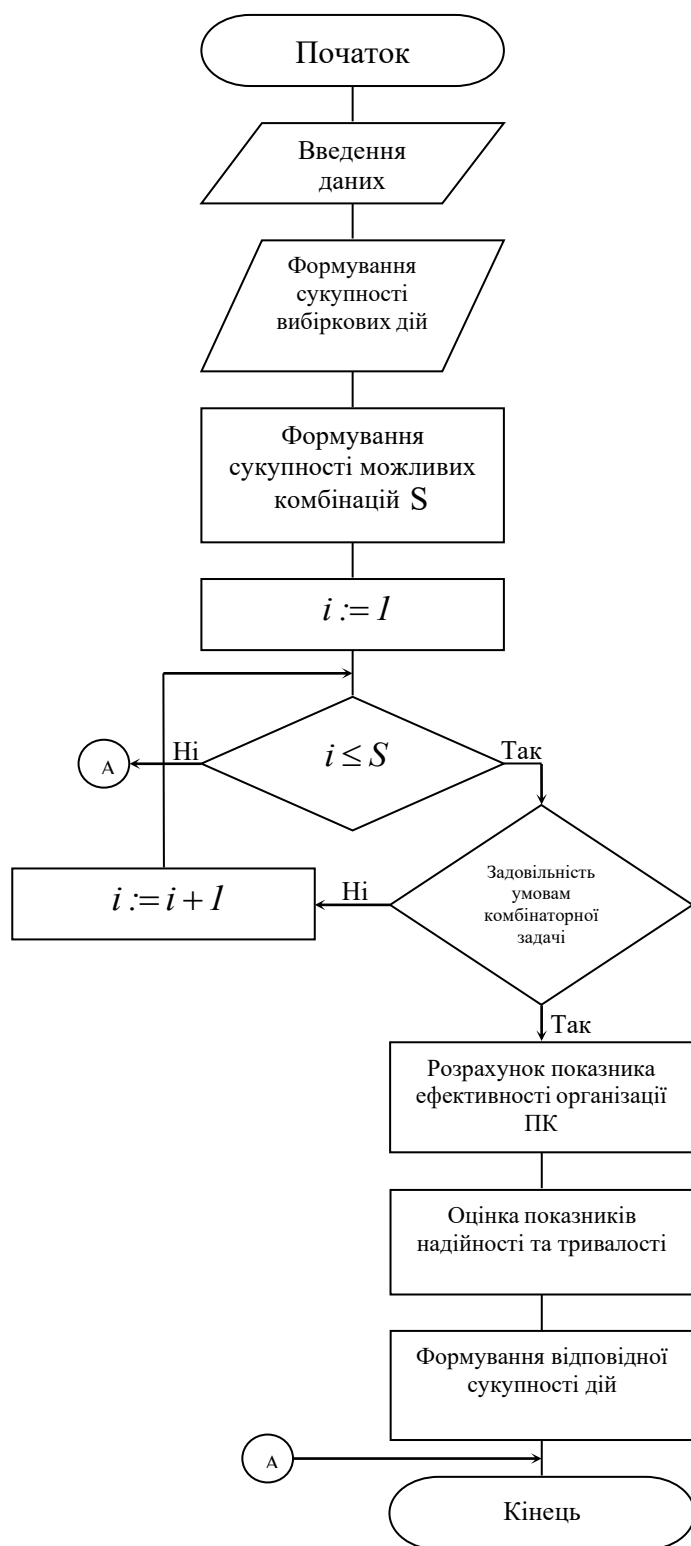 Початок
Введення
даних
Формування
сукупності
вибіркових дій
Формування
сукупності можливих
комбінацій S
i := 1
i ≤ S
Ні
Так
А
Задовільність
умовам
комбінаторної
задачі
Ні
i := i + 1
Так
Розрахунок показника
ефективності організації
ПК
Оцінка показників
надійності та тривалості
Формування відповідної
сукупності дій
А
Кінець